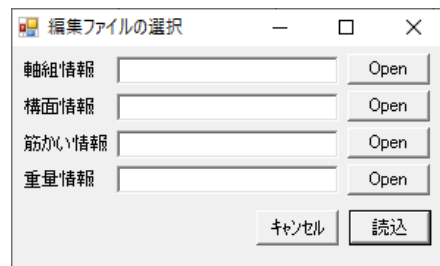 編集ファイルの選択
軸組情報 Open
構面情報 Open
筋かい情報 Open
重量情報 Open
キャンセル 読込